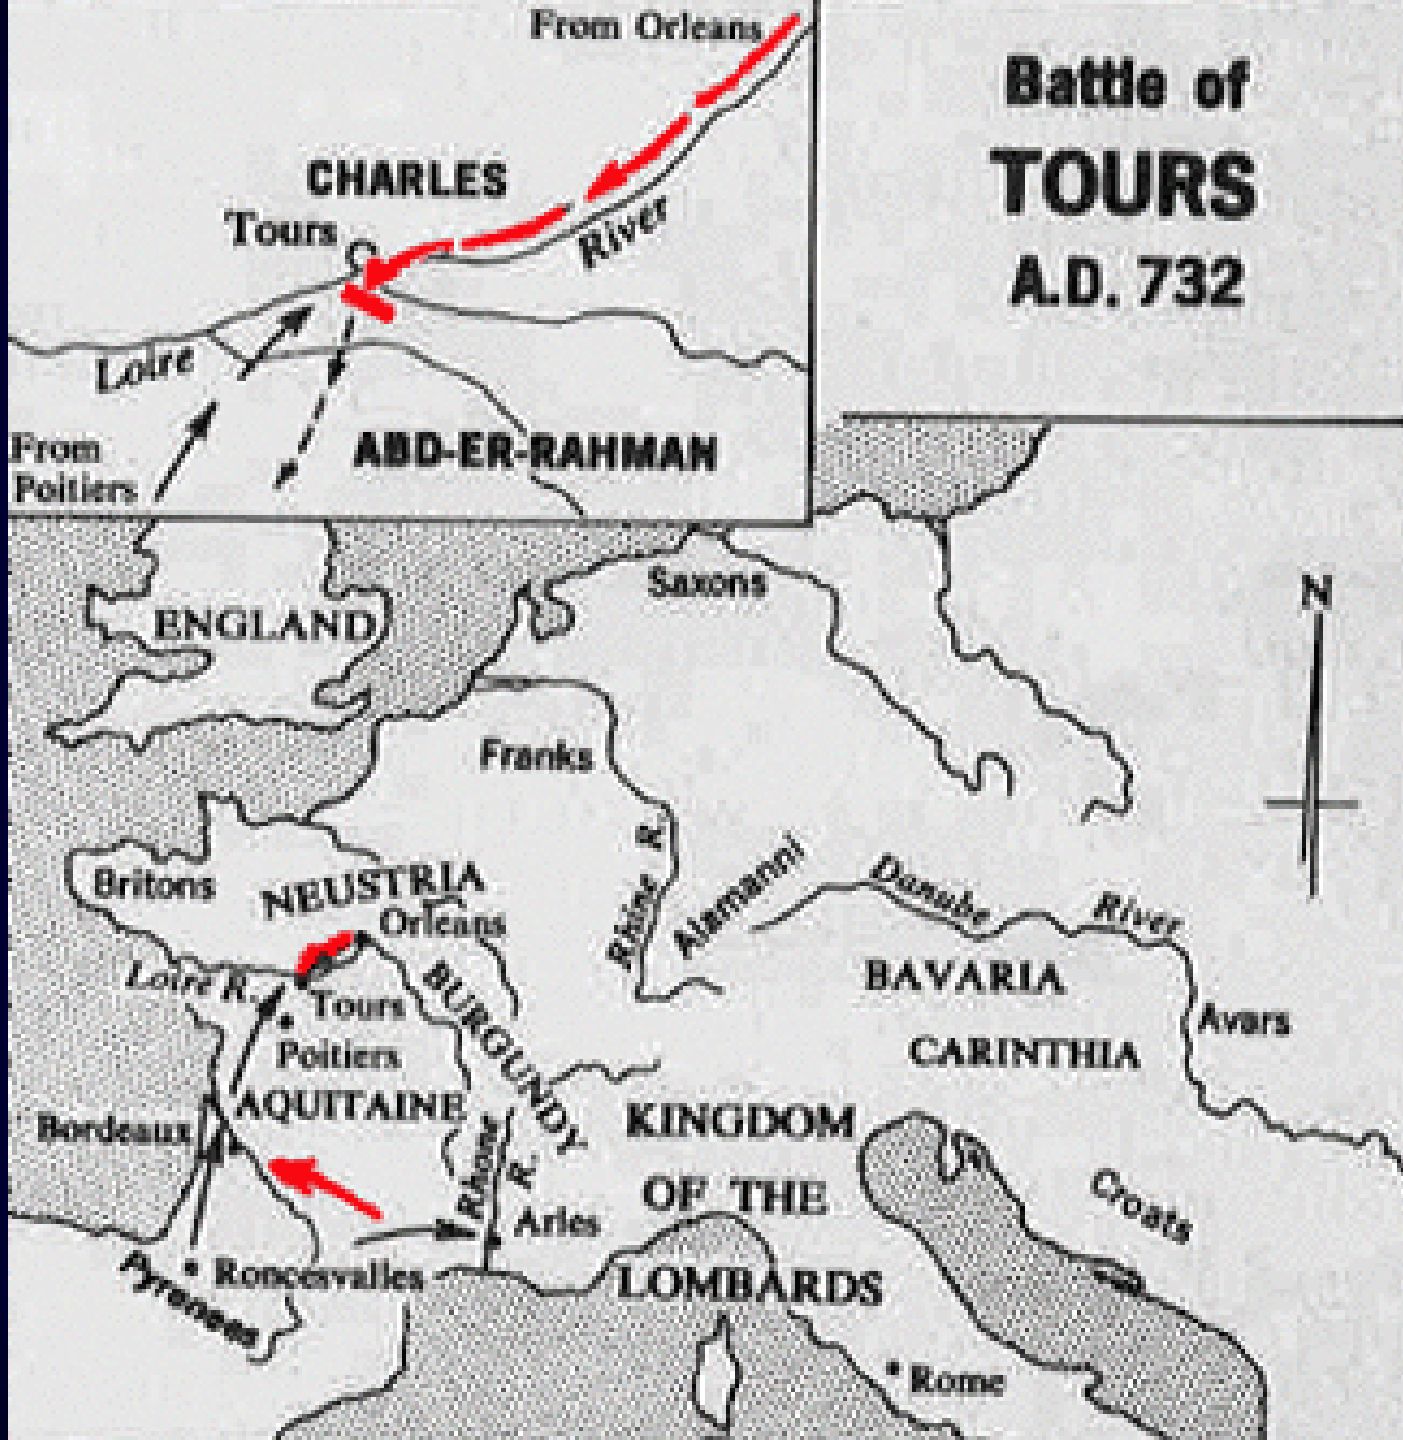 From Orleans
CHARLES
Tours
River
Loire
From
Poitiers
ABD-ER-RAHMAN
Battle of
TOURS
A.D. 732
N
ENGLAND
Saxons
Franks
Rhine R.
Alamanni
Danube River
Britons
NEUSTRIA
Orleans
Loire R.
Tours
Poitiers
BURGUNDY
BAVARIA
Avars
CARINTHIA
AQUITAINE
Bordeaux
Rhone R.
KINGDOM
OF THE
LOMBARDS
Arles
Croats
Roncesvalles
Pyrenees
Rome